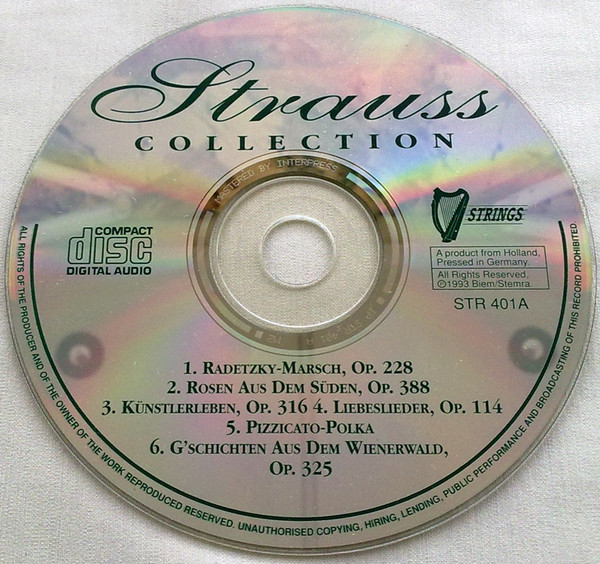 Strauss
COLLECTION
MASTERED BY INTERPRESS
COMPACT
disc
DIGITAL AUDIO
STRINGS
A product from Holland,
Pressed in Germany.
All Rights Reserved,
©1993 Biem/Stemra.
STR 401A
1. RADETZKY-MARSCH, OP. 228
2. ROSEN AUS DEM SÜDEN, OP. 388
3. KÜNSTLERLEBEN, OP. 316 4. LIEBESLIEDER, OP. 114
5. PIZZICATO-POLKA
6. G'SCHICHTEN AUS DEM WIENERWALD,
OP. 325
ALL RIGHTS OF THE PRODUCER AND OF THE OWNER OF THE WORK REPRODUCED RESERVED. UNAUTHORISED COPYING, HIRING, LENDING, PUBLIC PERFORMANCE AND BROADCASTING OF THIS RECORD PROHIBITED